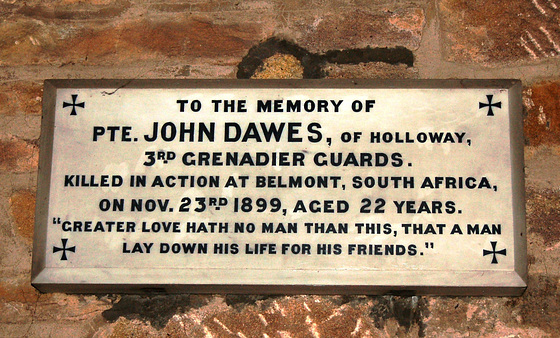 TO THE MEMORY OF
PTE. JOHN DAWES, OF HOLLOWAY,
3RD GRENADIER GUARDS.
KILLED IN ACTION AT BELMONT, SOUTH AFRICA,
ON NOV. 23RD 1899, AGED 22 YEARS.
"GREATER LOVE HATH NO MAN THAN THIS, THAT A MAN
LAY DOWN HIS LIFE FOR HIS FRIENDS."